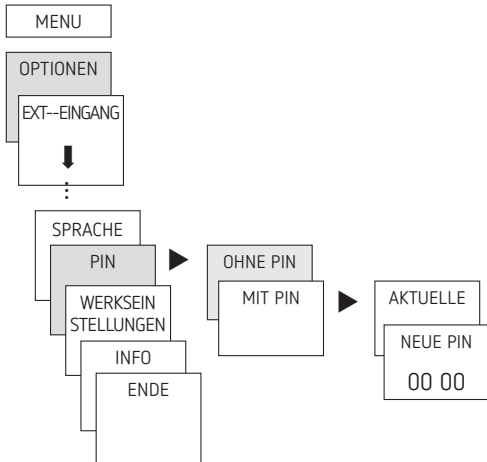 MENU
OPTIONEN
EXT--EINGANG
SPRACHE
PIN
OHNE PIN
WERKSEIN
STELLUNGEN
MIT PIN
AKTUELLE
INFO
NEUE PIN
ENDE
00 00